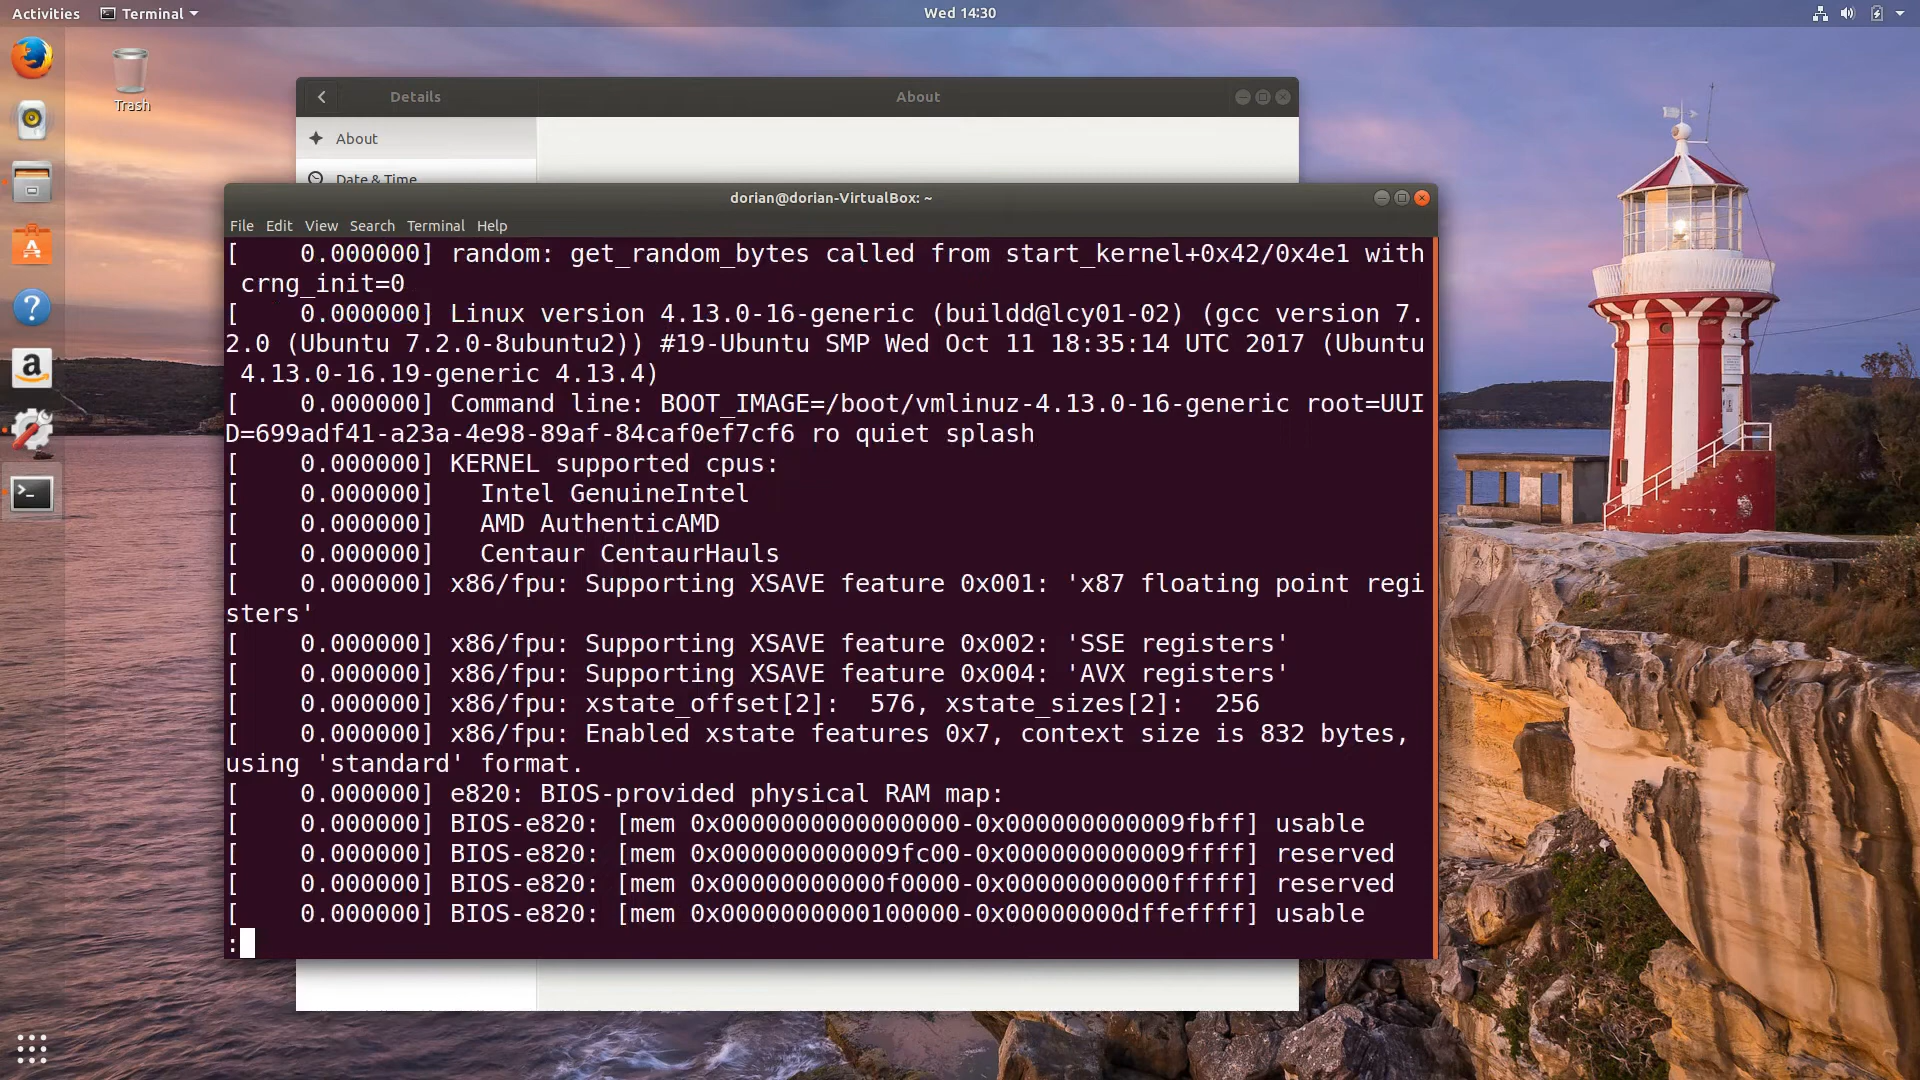 Activities Terminal Wed 14:30
Trash
Details About
About
Date & Time
dorian@dorian-VirtualBox: ~
File Edit View Search Terminal Help
[    0.000000] random: get_random_bytes called from start_kernel+0x42/0x4e1 with
 crng_init=0
[    0.000000] Linux version 4.13.0-16-generic (buildd@lcy01-02) (gcc version 7.
2.0 (Ubuntu 7.2.0-8ubuntu2)) #19-Ubuntu SMP Wed Oct 11 18:35:14 UTC 2017 (Ubuntu
 4.13.0-16.19-generic 4.13.4)
[    0.000000] Command line: BOOT_IMAGE=/boot/vmlinuz-4.13.0-16-generic root=UUI
D=699adf41-a23a-4e98-89af-84caf0ef7cf6 ro quiet splash
[    0.000000] KERNEL supported cpus:
[    0.000000]   Intel GenuineIntel
[    0.000000]   AMD AuthenticAMD
[    0.000000]   Centaur CentaurHauls
[    0.000000] x86/fpu: Supporting XSAVE feature 0x001: 'x87 floating point regi
sters'
[    0.000000] x86/fpu: Supporting XSAVE feature 0x002: 'SSE registers'
[    0.000000] x86/fpu: Supporting XSAVE feature 0x004: 'AVX registers'
[    0.000000] x86/fpu: xstate_offset[2]:  576, xstate_sizes[2]:  256
[    0.000000] x86/fpu: Enabled xstate features 0x7, context size is 832 bytes,
using 'standard' format.
[    0.000000] e820: BIOS-provided physical RAM map:
[    0.000000] BIOS-e820: [mem 0x0000000000000000-0x000000000009fbff] usable
[    0.000000] BIOS-e820: [mem 0x000000000009fc00-0x000000000009ffff] reserved
[    0.000000] BIOS-e820: [mem 0x00000000000f0000-0x00000000000fffff] reserved
[    0.000000] BIOS-e820: [mem 0x0000000000100000-0x00000000dffeffff] usable
: